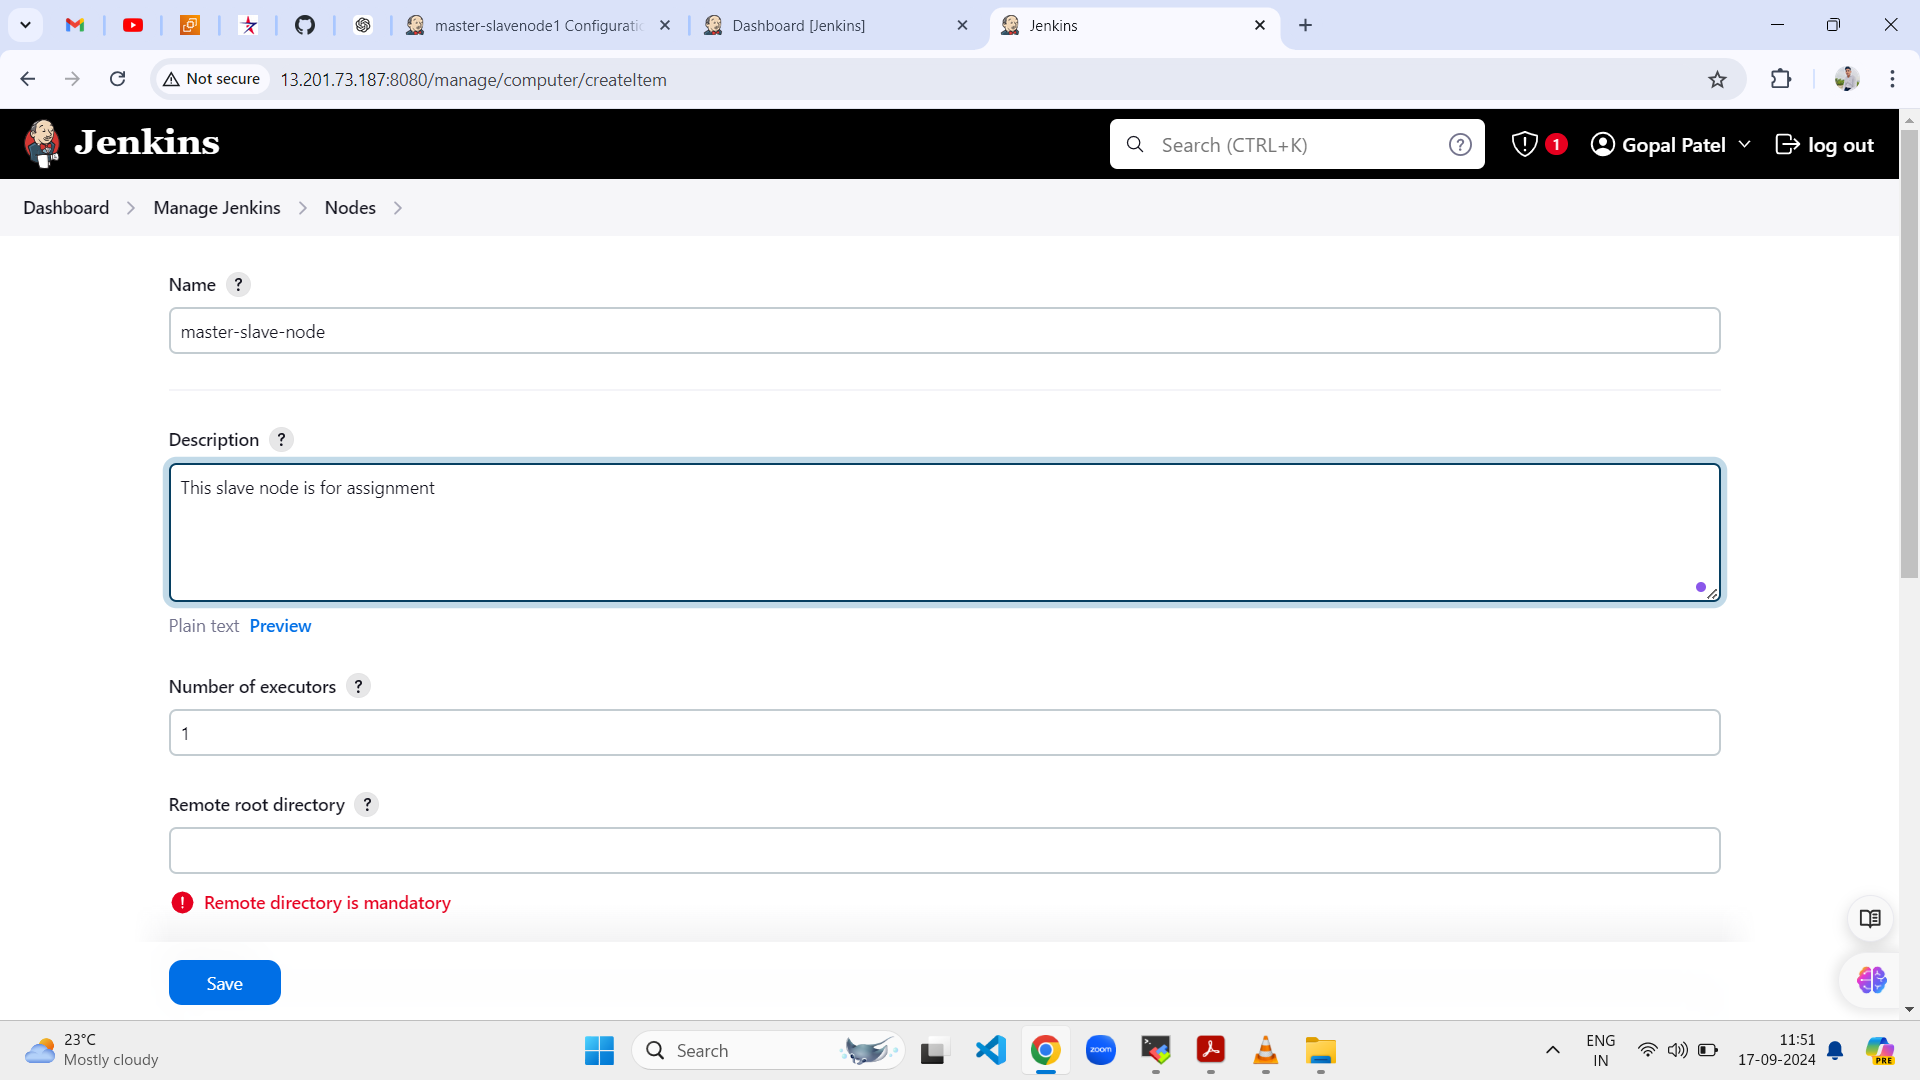 master-slavenode1 Configuratio
Dashboard [Jenkins]
Jenkins
Not secure
13.201.73.187:8080/manage/computer/createItem
Jenkins
Search (CTRL+K)
?
1
Gopal Patel
log out
Dashboard
Manage Jenkins
Nodes
Name ?
master-slave-node
Description ?
This slave node is for assignment
Plain text Preview
Number of executors ?
1
Remote root directory ?
Remote directory is mandatory
Save
23°C
Mostly cloudy
Search
zoom
ENG
IN
11:51
17-09-2024
PRE